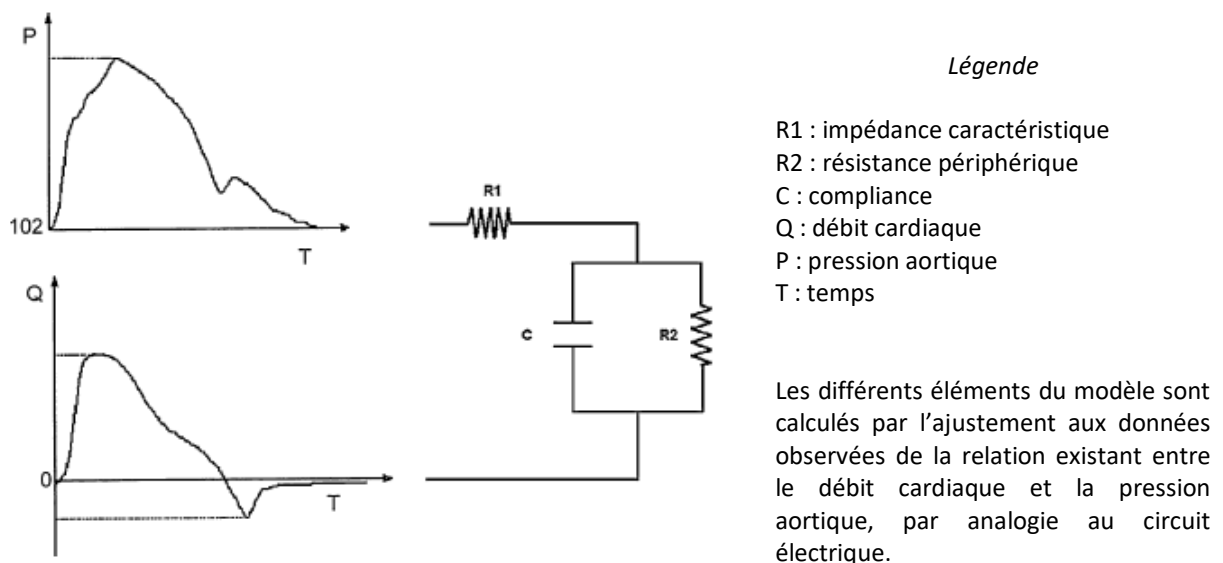 P
102
T
Q
0
T
R1
C
R2
Légende
R1 : impédance caractéristique
R2 : résistance périphérique
C : compliance
Q : débit cardiaque
P : pression aortique
T : temps
Les différents éléments du modèle sont
calculés par l’ajustement aux données
observées de la relation existant entre
le débit cardiaque et la pression
aortique, par analogie au circuit
électrique.